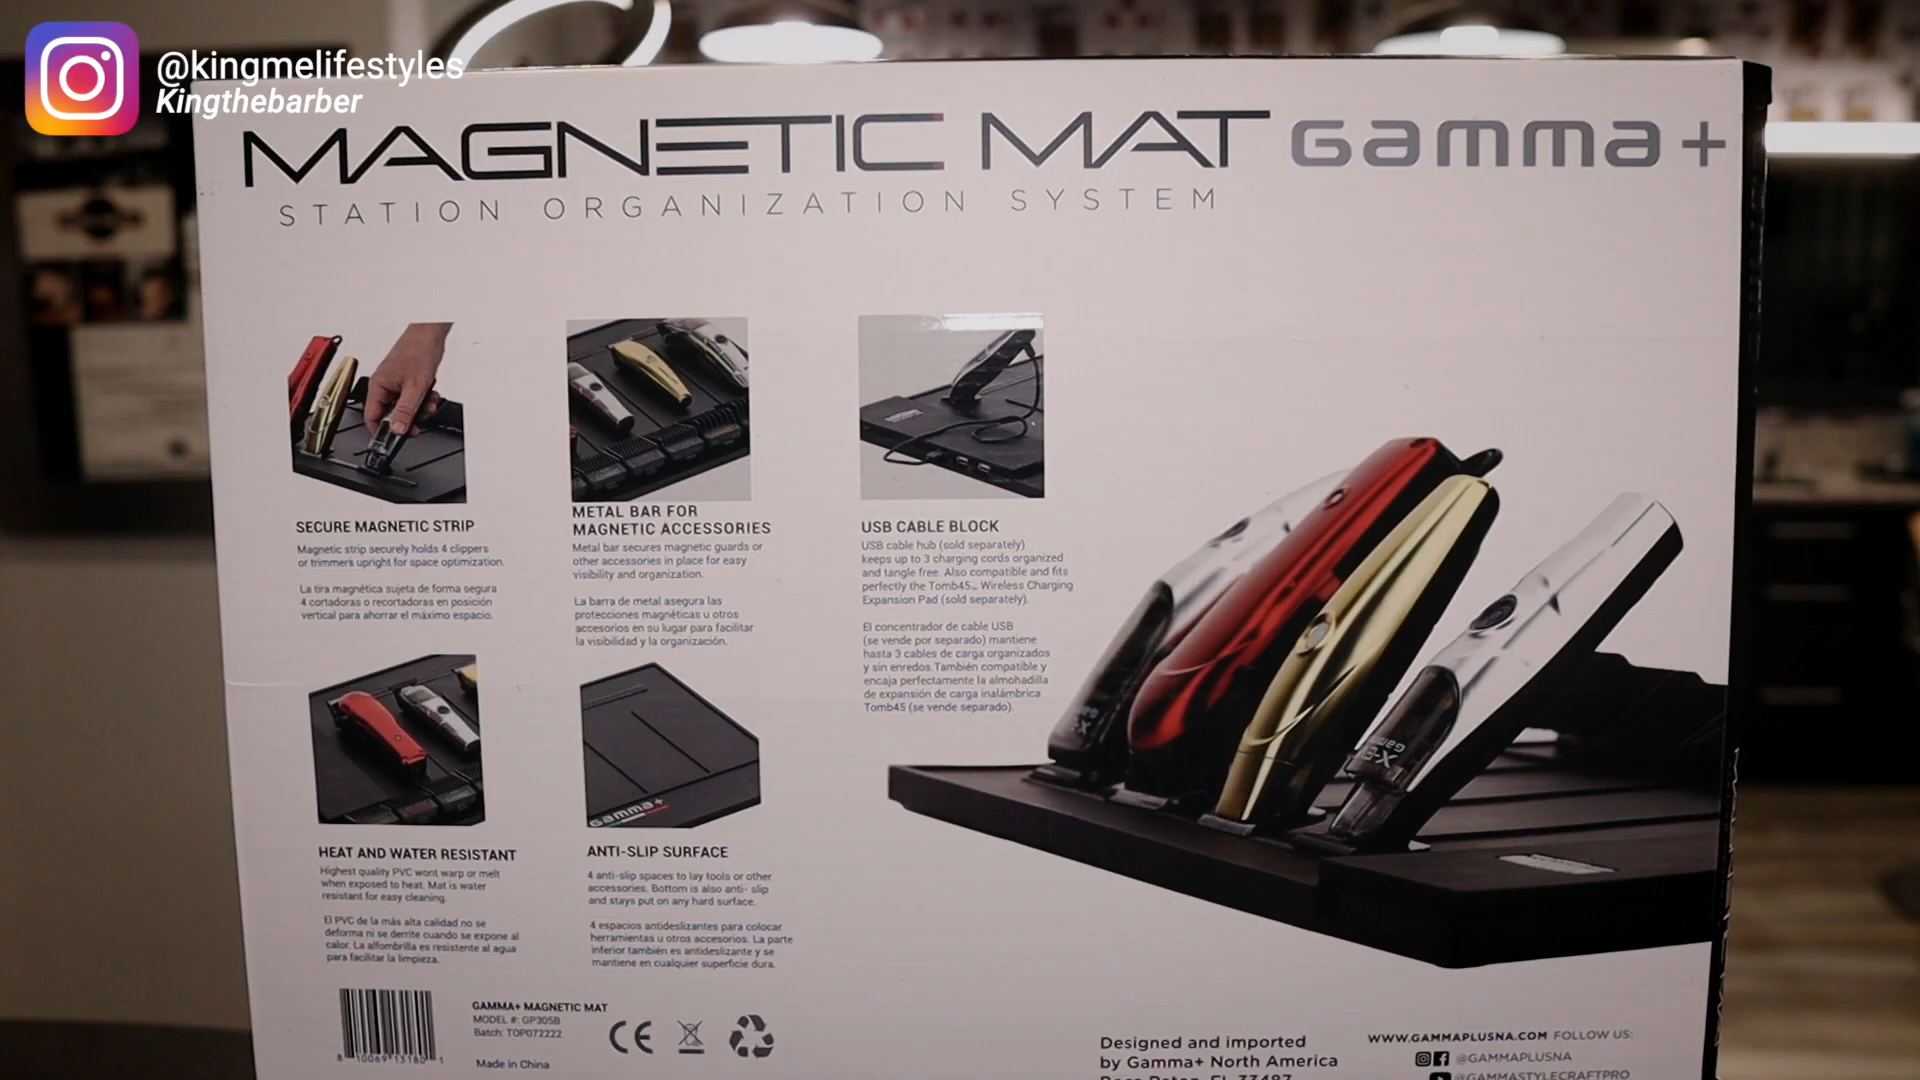 @kingmelifestyles
Kingthebarber
MAGNETIC MAT Gamma+
STATION ORGANIZATION SYSTEM
SECURE MAGNETIC STRIP
Magnetic strip securely holds 4 clippers
or trimmers upright for space optimization.
La tira magnética sujeta de forma segura
4 cortadoras o recortadoras en posición
vertical para ahorrar el máximo espacio.
METAL BAR FOR
MAGNETIC ACCESSORIES
Metal bar secures magnetic guards or
other accessories in place for easy
visibility and organization.
La barra de metal asegura las
protecciones magnéticas u otros
accesorios en su lugar para facilitar
la visibilidad y la organización.
USB CABLE BLOCK
USB cable hub (sold separately)
keeps up to 3 charging cords organized
and tangle free. Also compatible and fits
perfectly the Tomb45™ Wireless Charging
Expansion Pad (sold separately).
El concentrador de cable USB
(se vende por separado) mantiene
hasta 3 cables de carga organizados
y sin enredos.También compatible y
encaja perfectamente la almohadilla
de expansión de carga inalámbrica
Tomb45 (se vende separado).
HEAT AND WATER RESISTANT
Highest quality PVC wont warp or melt
when exposed to heat. Mat is water
resistant for easy cleaning.
El PVC de la más alta calidad no se
deforma ni se derrite cuando se expone al
calor. La alfombrilla es resistente al agua
para facilitar la limpieza.
Gamma+
ANTI-SLIP SURFACE
4 anti-slip spaces to lay tools or other
accessories. Bottom is also anti- slip
and stays put on any hard surface.
4 espacios antideslizantes para colocar
herramientas u otros accesorios. La parte
inferior también es antideslizante y se
mantiene en cualquier superficie dura.
GAMMA+ MAGNETIC MAT
MODEL #: GP305B
Batch: TOP072222
Made in China
8 10069 13180 1
CE
Designed and imported
by Gamma+ North America
Boca Raton, FL 33487
WWW.GAMMAPLUSNA.COM FOLLOW US:
@GAMMAPLUSNA
@GAMMASTYLECRAFTPRO